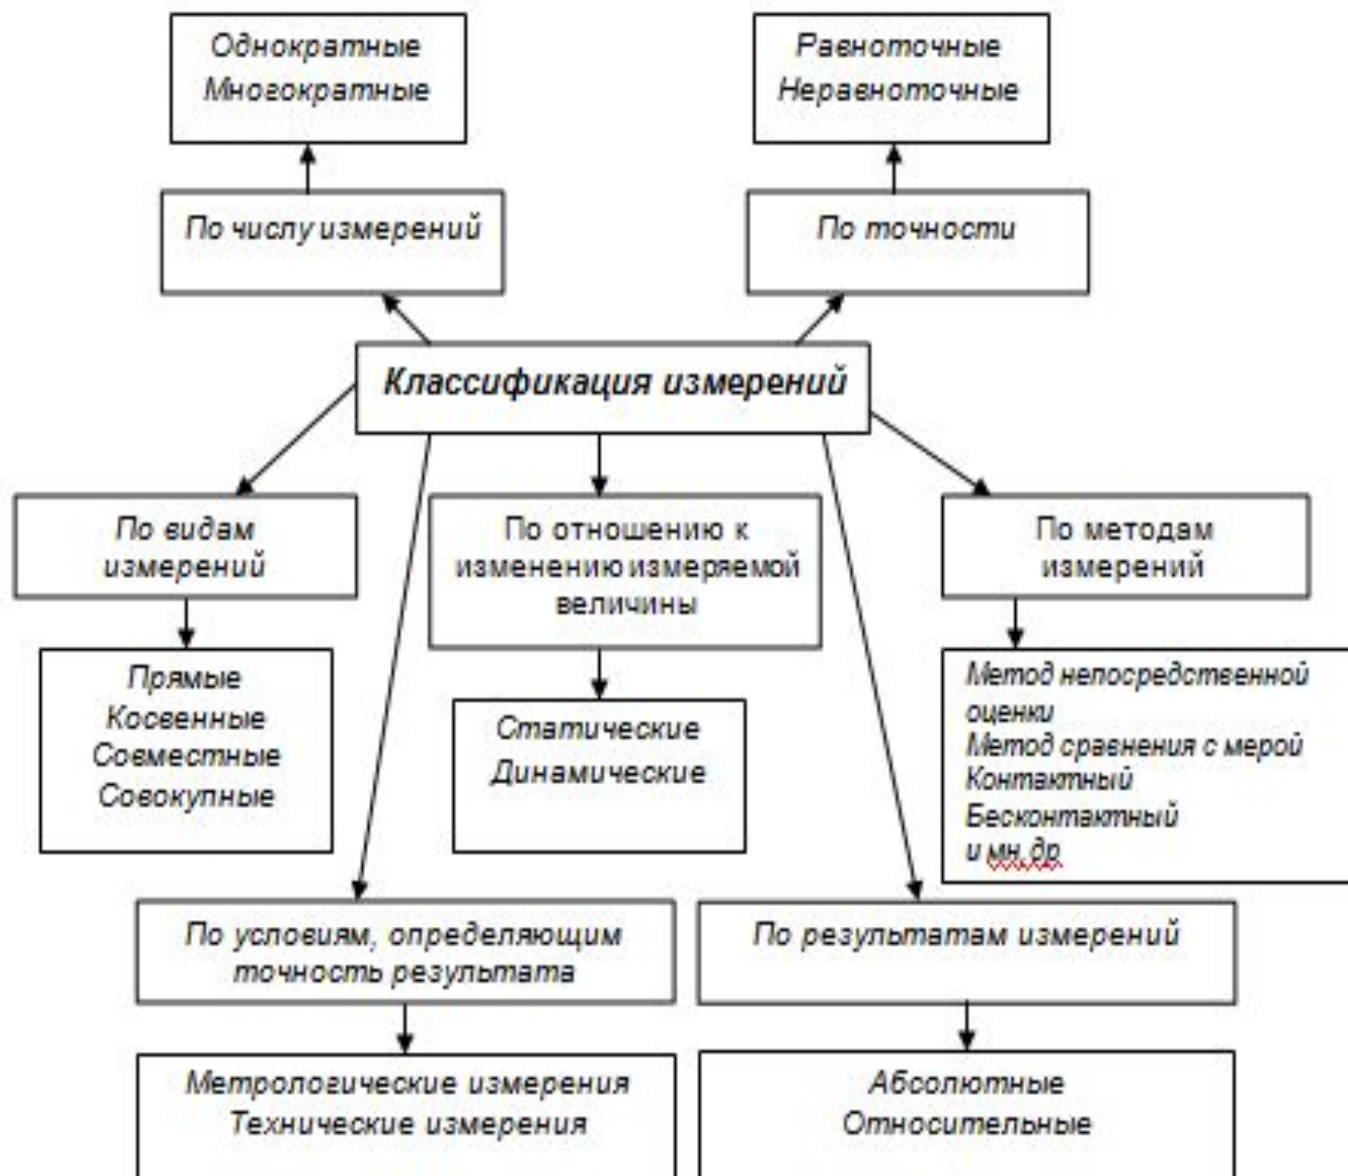 Однократные
Многократные
Равноточные
Неравноточные
По числу измерений
По точности
Классификация измерений
По видам
измерений
По отношению к
изменению измеряемой
величины
По методам
измерений
Прямые
Косвенные
Совместные
Совокупные
Статические
Динамические
Метод непосредственной
оценки
Метод сравнения с мерой
Контактный
Бесконтактный
и мн. др
По условиям, определяющим
точность результата
По результатам измерений
Метрологические измерения
Технические измерения
Абсолютные
Относительные